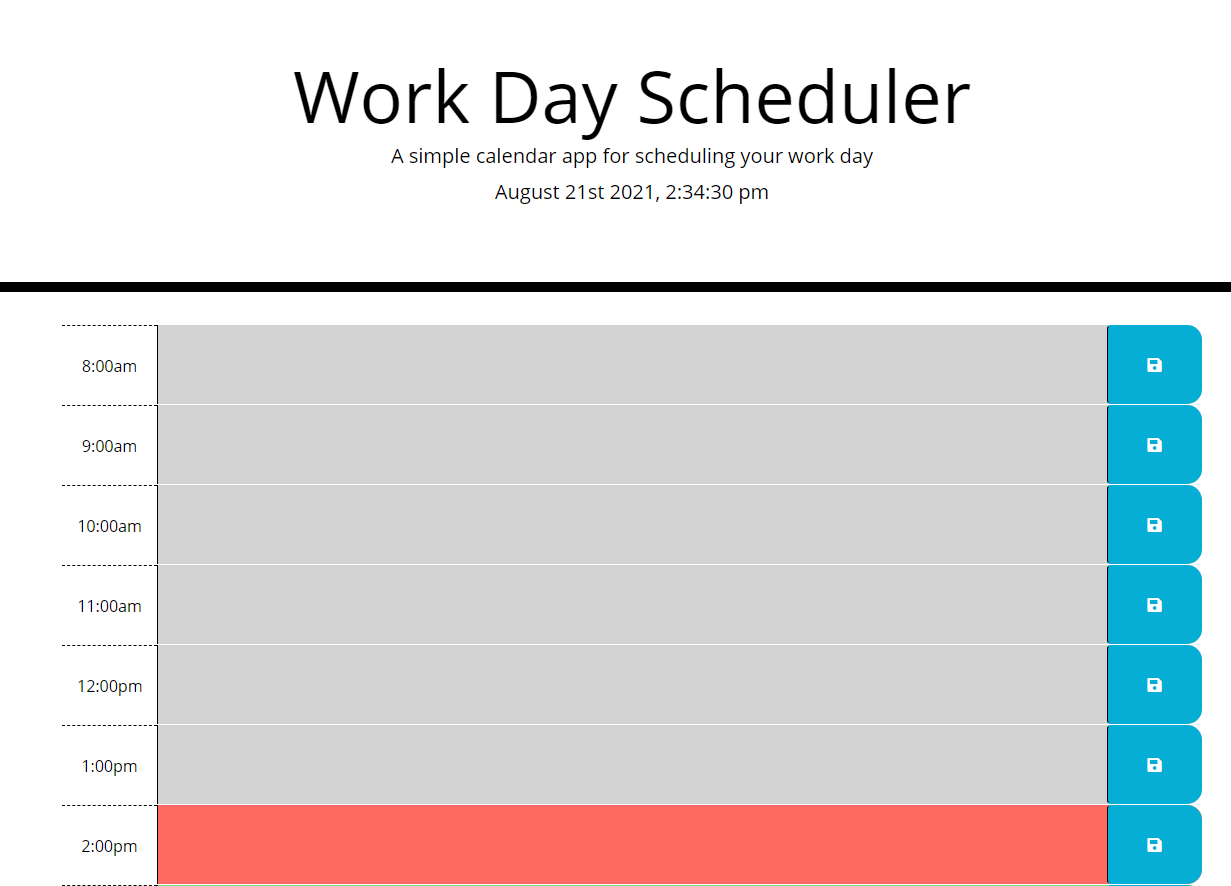 Work Day Scheduler
A simple calendar app for scheduling your work day
August 21st 2021, 2:34:30 pm
8:00am
9:00am
10:00am
11:00am
12:00pm
1:00pm
2:00pm